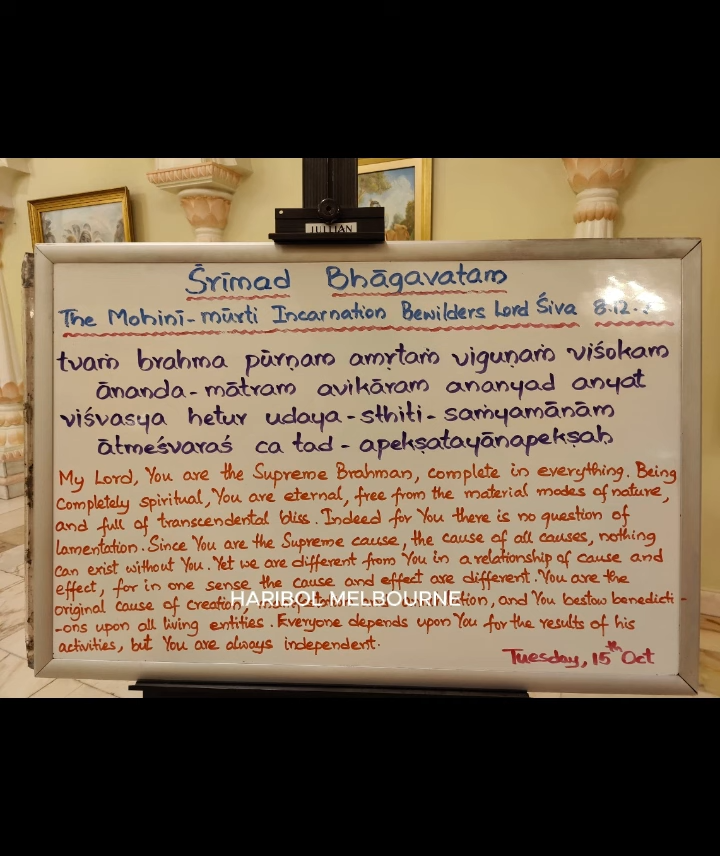 JULLIAN
Śrīmad Bhāgavatam
The Mohinī-mūrti Incarnation Bewilders Lord Śiva 8.12.
tvaṁ brahma pūrṇam amṛtaṁ viguṇaṁ viśokam
ānanda-mātram avikāram ananyad anyat
viśvasya hetur udaya-sthiti-saṁyamānām
ātmeśvaraś ca tad-apekṣatayānapekṣaḥ
My Lord, You are the Supreme Brahman, complete in everything. Being
completely spiritual, You are eternal, free from the material modes of nature,
and full of transcendental bliss. Indeed for You there is no question of
lamentation. Since You are the Supreme cause, the cause of all causes, nothing
can exist without You. Yet we are different from You in a relationship of cause and
effect, for in one sense the cause and effect are different. You are the
original cause of creation, and You bestow benedicti-
HARIBOL MELBOURNE
-ons upon all living entities. Everyone depends upon You for the results of his
activities, but You are always independent.
Tuesday, 15th Oct